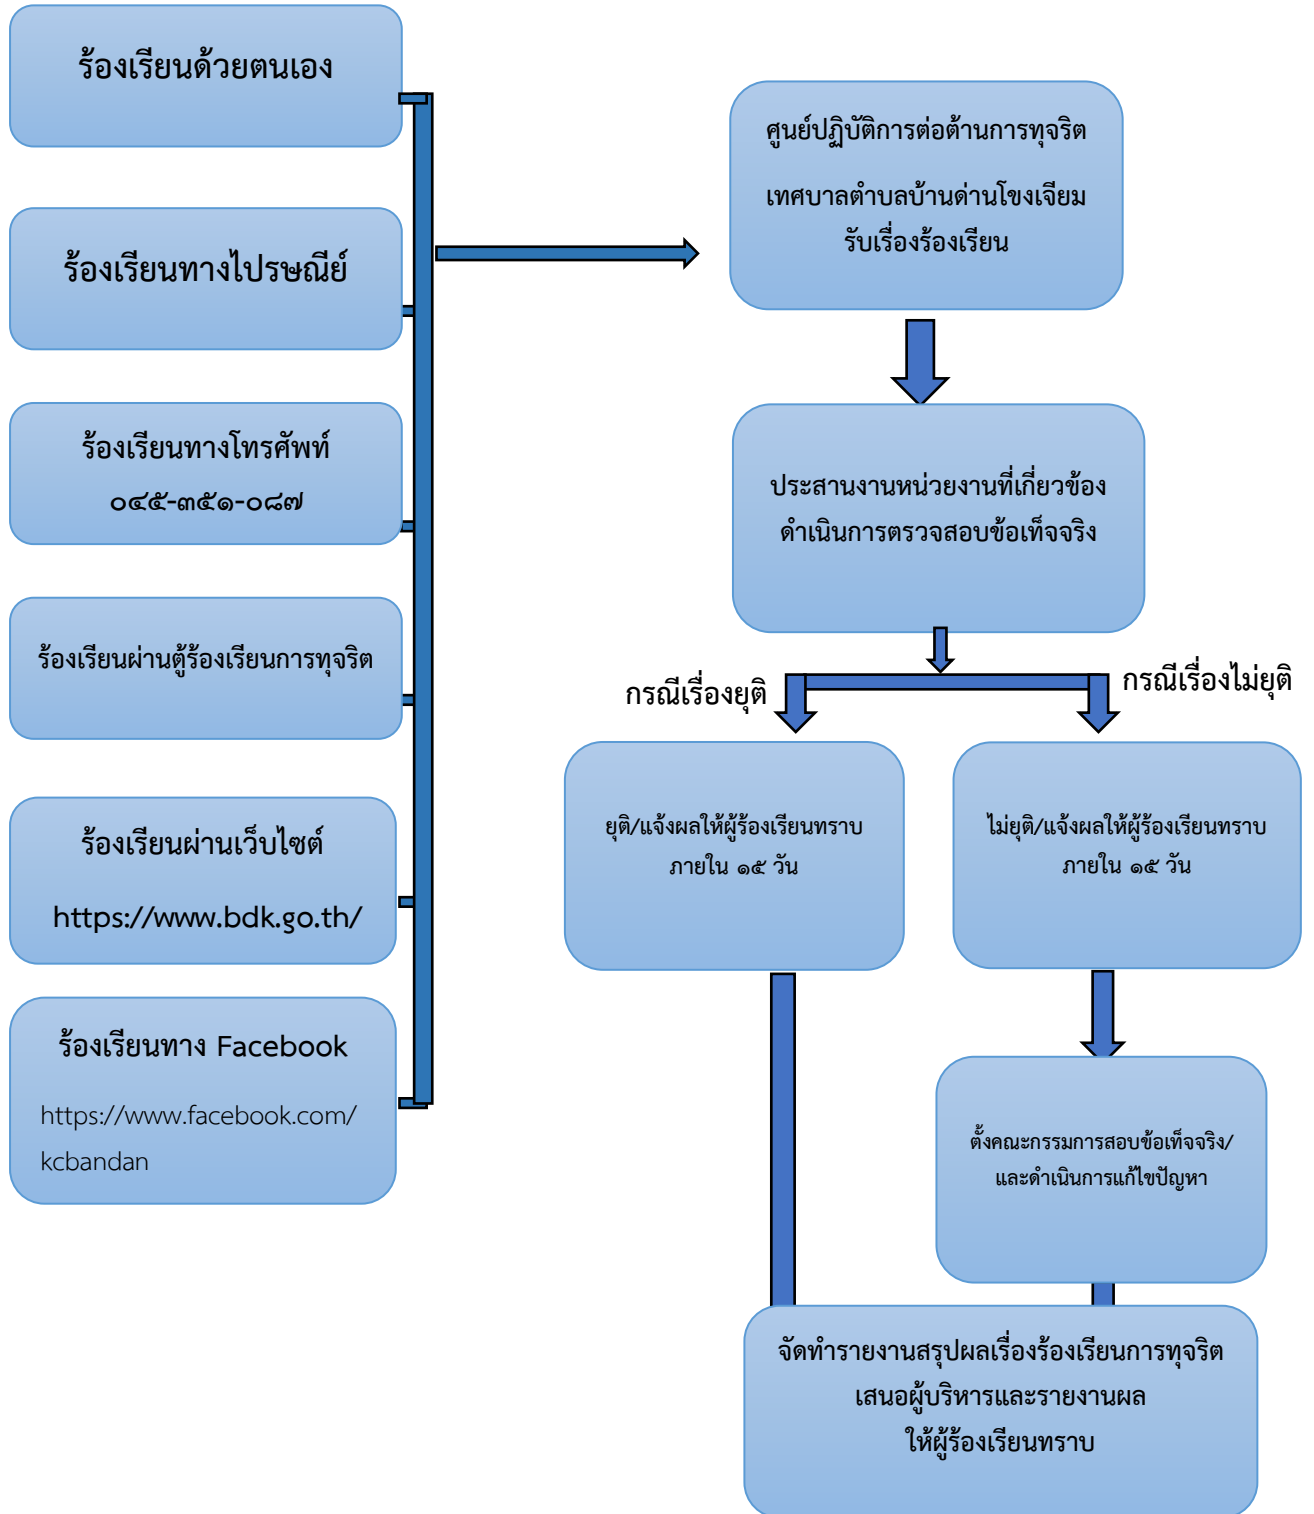 ร้องเรียนด้วยตนเอง
ร้องเรียนทางไปรษณีย์
ร้องเรียนทางโทรศัพท์
๐๔๕-๓๕๑-๐๘๗
ร้องเรียนผ่านตู้ร้องเรียนการทุจริต
ร้องเรียนผ่านเว็บไซต์
https://www.bdk.go.th/
ร้องเรียนทาง Facebook
https://www.facebook.com/
kcbandan
ศูนย์ปฏิบัติการต่อต้านการทุจริต
เทศบาลตำบลบ้านด่านโขงเจียม
รับเรื่องร้องเรียน
ประสานงานหน่วยงานที่เกี่ยวข้อง
ดำเนินการตรวจสอบข้อเท็จจริง
กรณีเรื่องยุติ
กรณีเรื่องไม่ยุติ
ยุติ/แจ้งผลให้ผู้ร้องเรียนทราบ
ภายใน ๑๕ วัน
ไม่ยุติ/แจ้งผลให้ผู้ร้องเรียนทราบ
ภายใน ๑๕ วัน
ตั้งคณะกรรมการสอบข้อเท็จจริง/
และดำเนินการแก้ไขปัญหา
จัดทำรายงานสรุปผลเรื่องร้องเรียนการทุจริต
เสนอผู้บริหารและรายงานผล
ให้ผู้ร้องเรียนทราบ